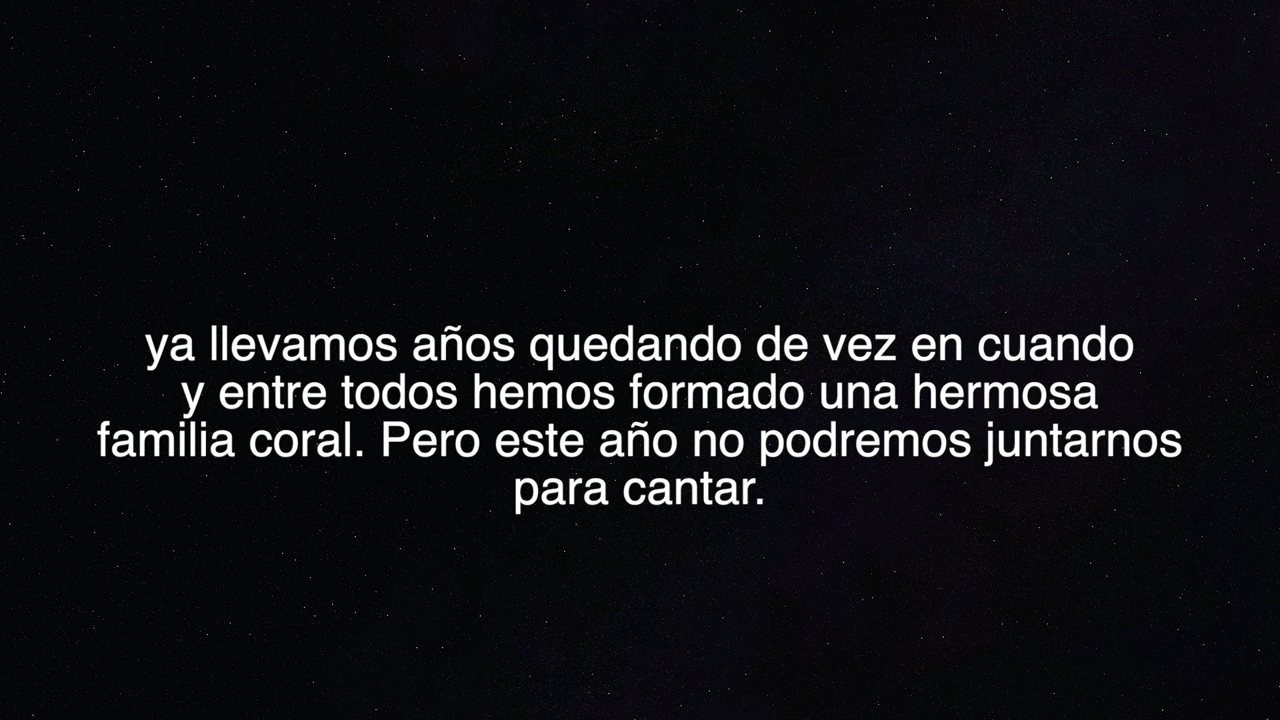 ya llevamos años quedando de vez en cuando
y entre todos hemos formado una hermosa
familia coral. Pero este año no podremos juntarnos
para cantar.